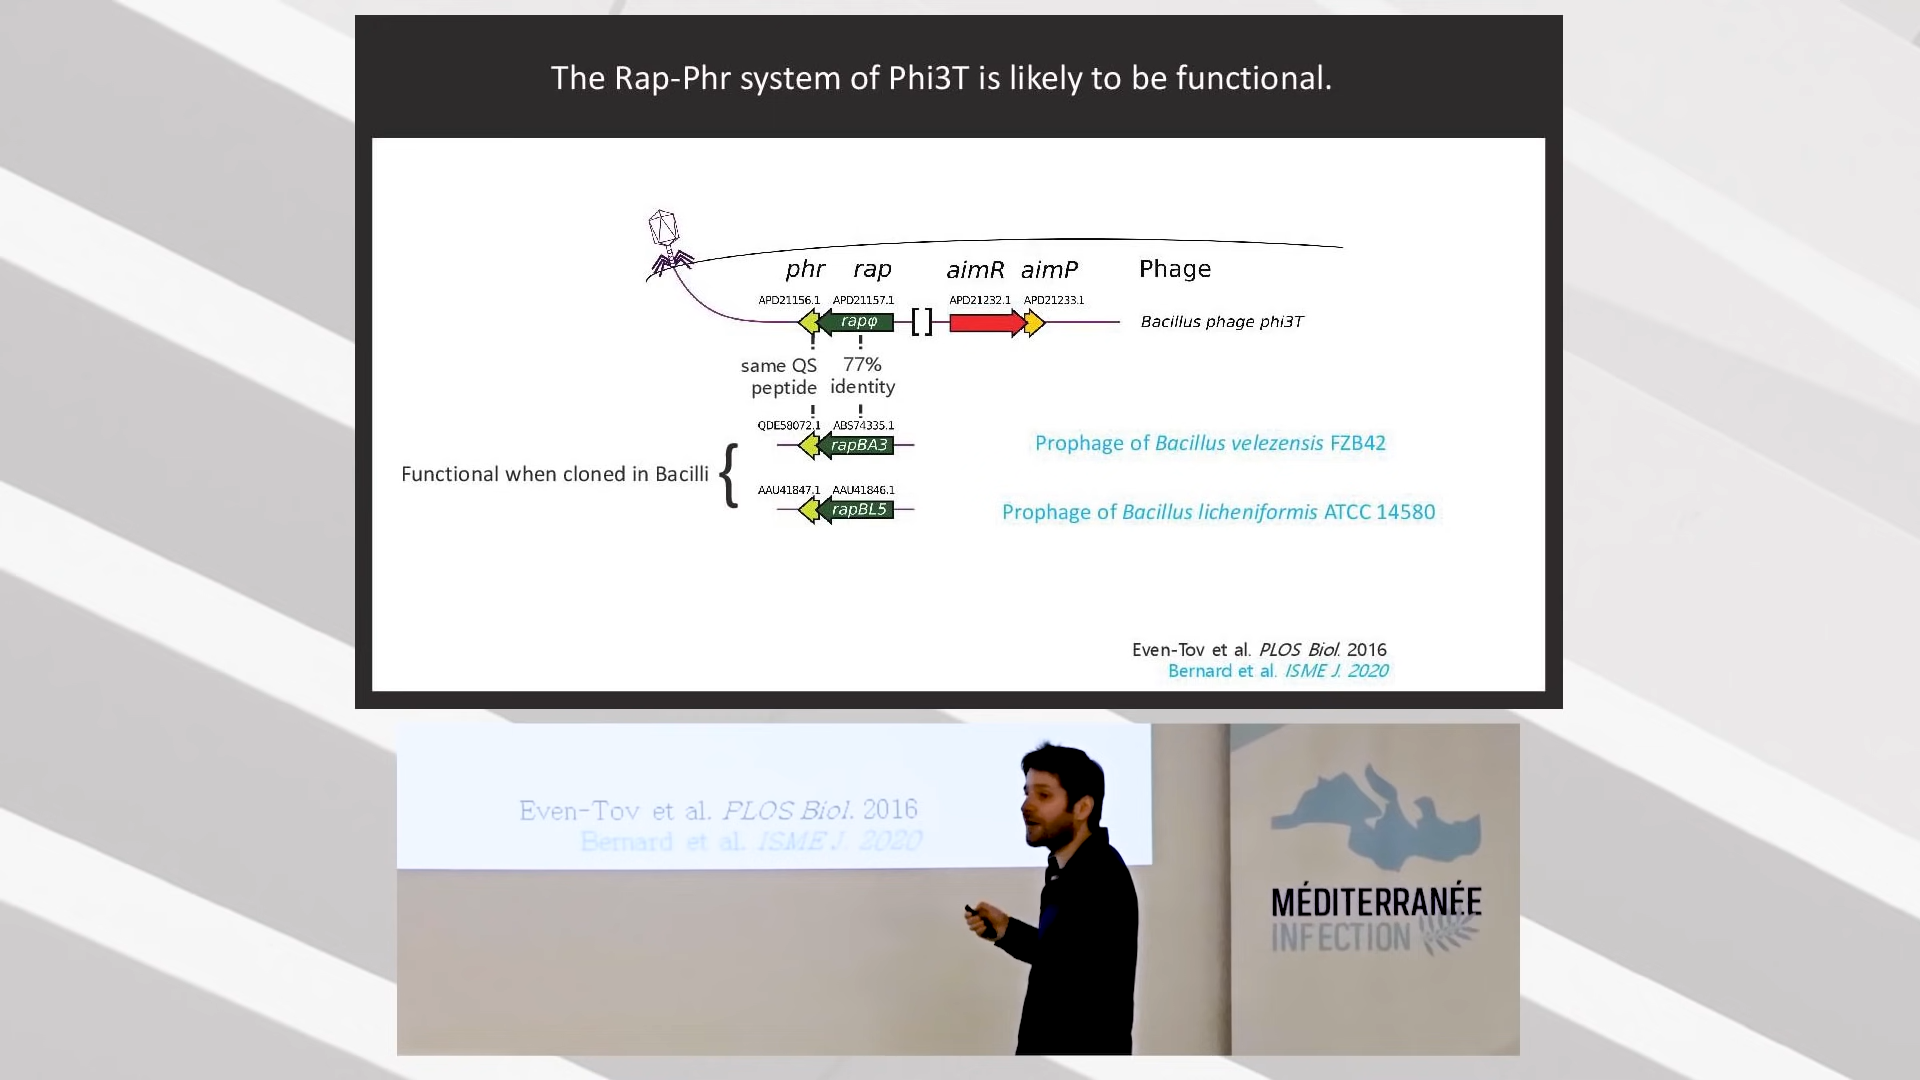 The Rap-Phr system of Phi3T is likely to be functional.
phr rap aimR aimP Phage
APD21156.1 APD21157.1 APD21232.1 APD21233.1
rapφ [ ] Bacillus phage phi3T
same QS 77%
peptide identity
QDE58072.1 ABS74335.1
rapBA3 Prophage of Bacillus velezensis FZB42
Functional when cloned in Bacilli {
AAU41847.1 AAU41846.1
rapBL5 Prophage of Bacillus licheniformis ATCC 14580
Even-Tov et al. PLOS Biol. 2016
Bernard et al. ISME J. 2020
Even-Tov et al. PLOS Biol. 2016
Bernard et al. ISME J. 2020
MÉDITERRANÉE
INFECTION